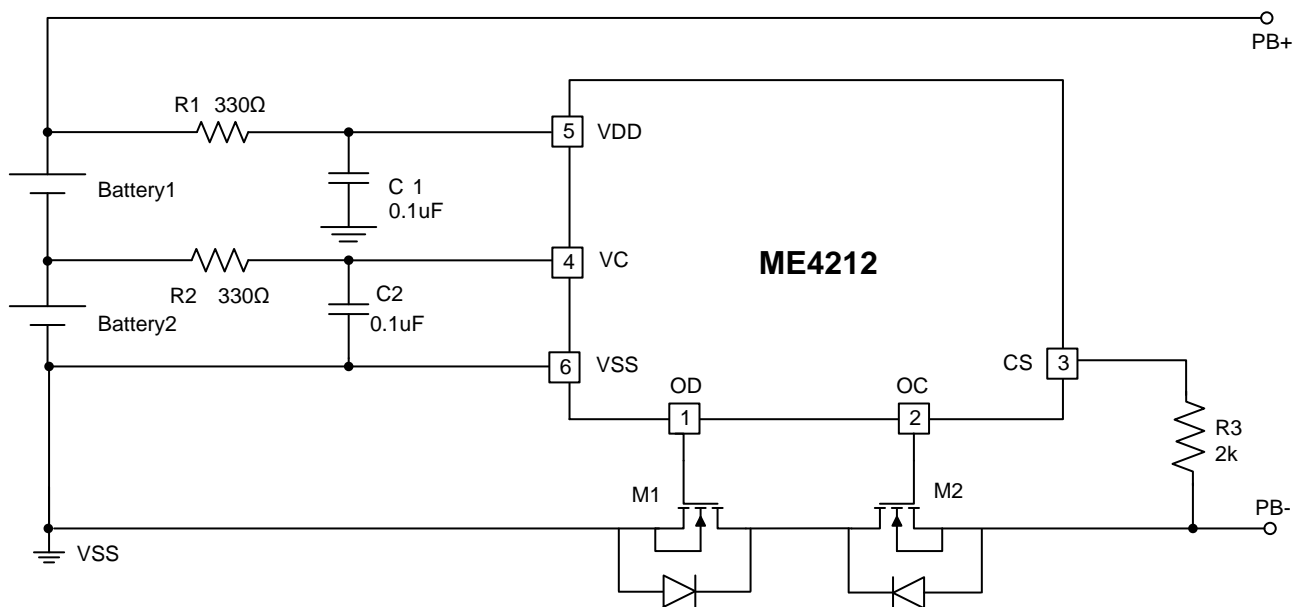 PB+
R1 330Ω
5 VDD
Battery1
C 1
0.1uF
4 VC
ME4212
R2 330Ω
C2
0.1uF
Battery2
6 VSS
CS 3
OD
OC
1
2
R3
2k
M1
M2
PB-
VSS